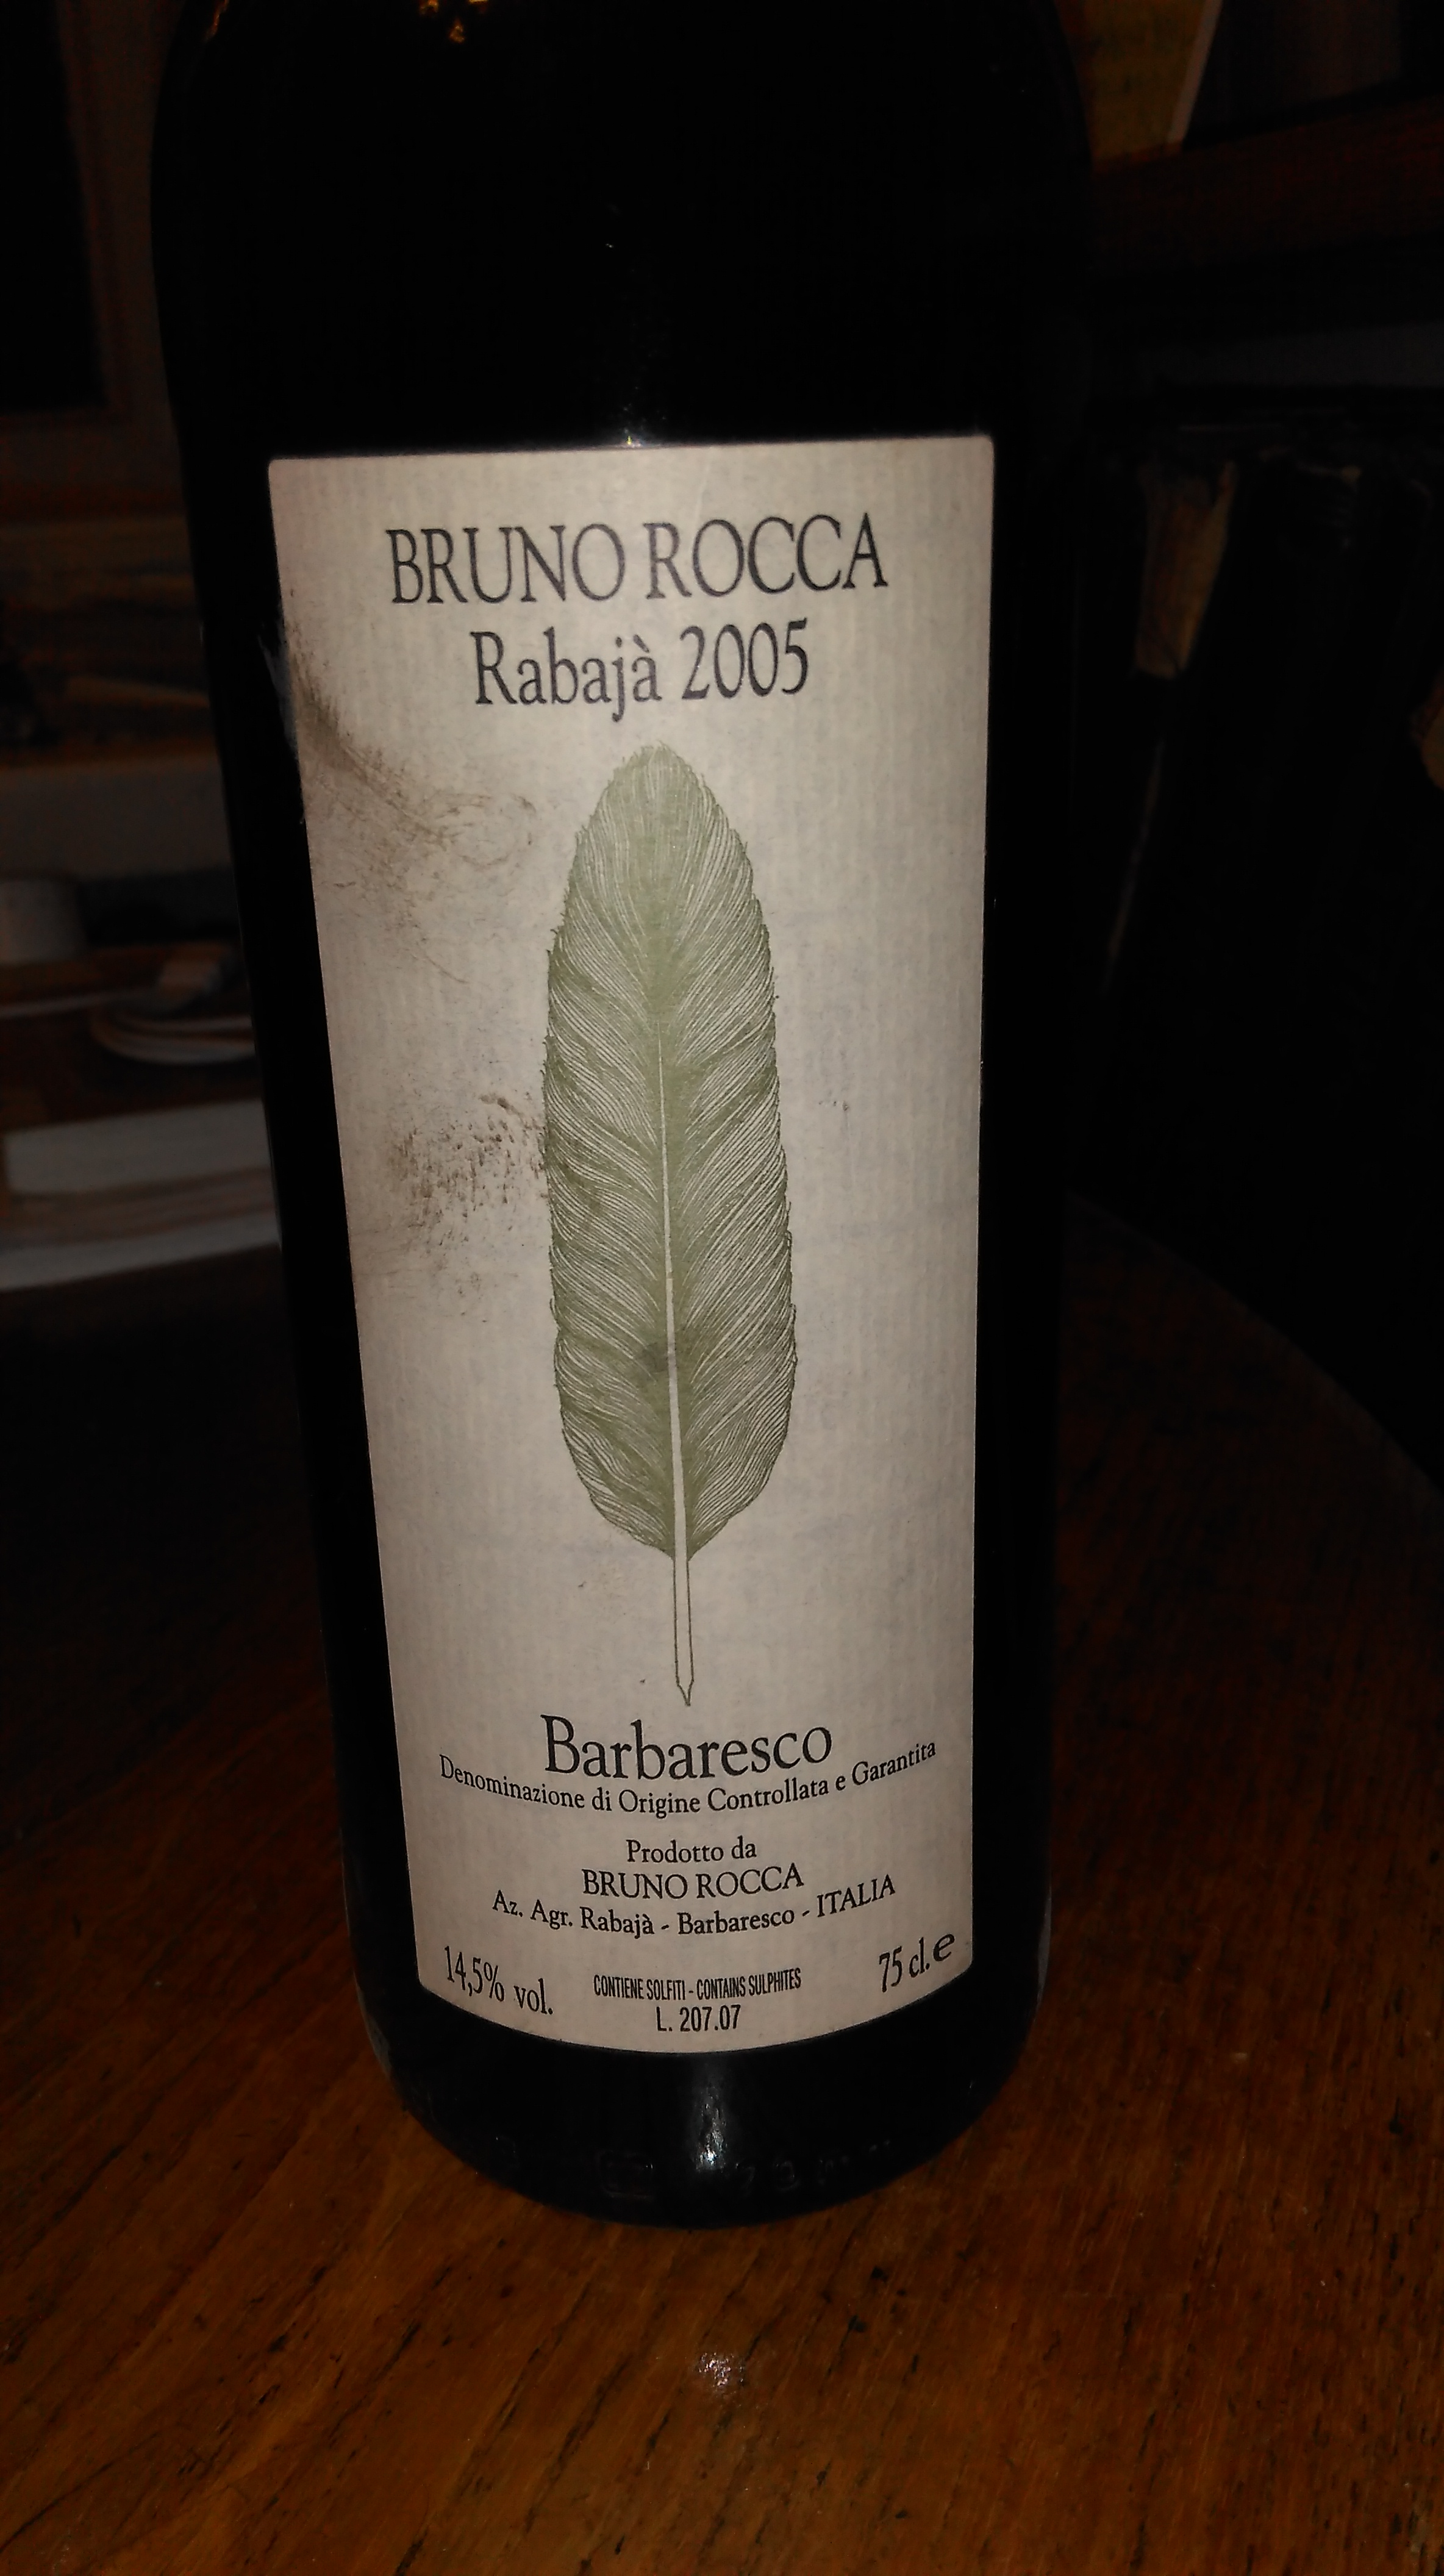 BRUNO ROCCA
Rabajà 2005
Barbaresco
Denominazione di Origine Controllata e Garantita
Prodotto da
BRUNO ROCCA
Az. Agr. Rabajà - Barbaresco - ITALIA
14,5% vol.
CONTIENE SOLFITI - CONTAINS SULPHITES
L. 207.07
75 cl. e